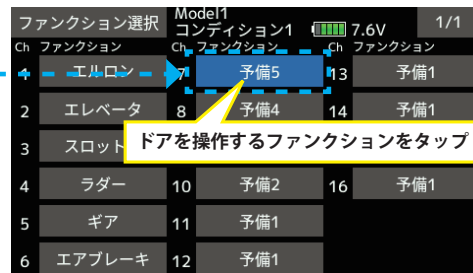 ファンクション選択 Model1 コンディション1 7.6V 1/1
Ch ファンクション Ch ファンクション Ch ファンクション
1 エルロン 7 予備5 13 予備1
2 エレベータ 8 予備4 14 予備1
3 スロット
ドアを操作するファンクションをタップ
4 ラダー 10 予備2 16 予備1
5 ギア 11 予備1
6 エアブレーキ 12 予備1